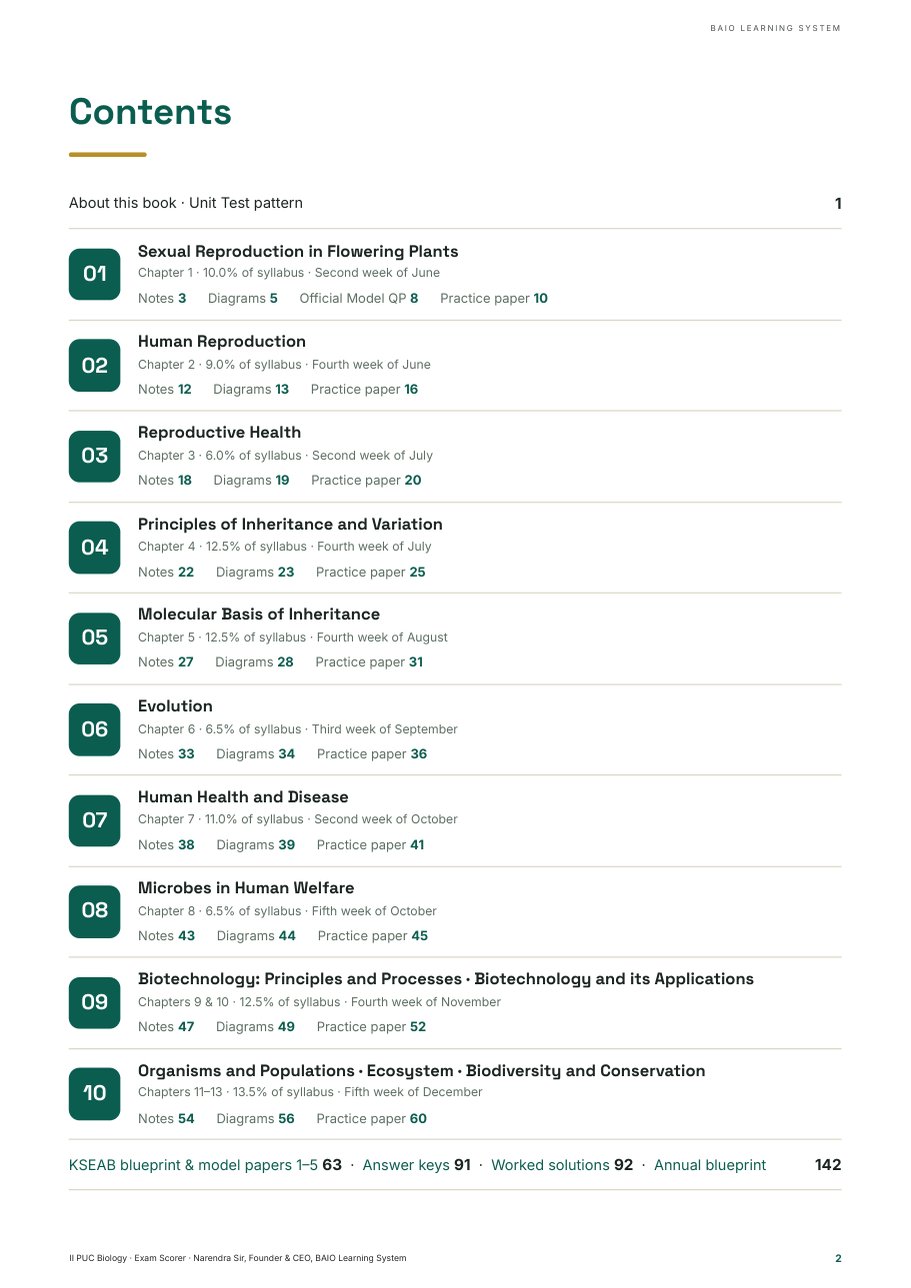 BAIO LEARNING SYSTEM
Contents
About this book · Unit Test pattern 1
01
Sexual Reproduction in Flowering Plants
Chapter 1 · 10.0% of syllabus · Second week of June
Notes 3 Diagrams 5 Official Model QP 8 Practice paper 10
02
Human Reproduction
Chapter 2 · 9.0% of syllabus · Fourth week of June
Notes 12 Diagrams 13 Practice paper 16
03
Reproductive Health
Chapter 3 · 6.0% of syllabus · Second week of July
Notes 18 Diagrams 19 Practice paper 20
04
Principles of Inheritance and Variation
Chapter 4 · 12.5% of syllabus · Fourth week of July
Notes 22 Diagrams 23 Practice paper 25
05
Molecular Basis of Inheritance
Chapter 5 · 12.5% of syllabus · Fourth week of August
Notes 27 Diagrams 28 Practice paper 31
06
Evolution
Chapter 6 · 6.5% of syllabus · Third week of September
Notes 33 Diagrams 34 Practice paper 36
07
Human Health and Disease
Chapter 7 · 11.0% of syllabus · Second week of October
Notes 38 Diagrams 39 Practice paper 41
08
Microbes in Human Welfare
Chapter 8 · 6.5% of syllabus · Fifth week of October
Notes 43 Diagrams 44 Practice paper 45
09
Biotechnology: Principles and Processes · Biotechnology and its Applications
Chapters 9 & 10 · 12.5% of syllabus · Fourth week of November
Notes 47 Diagrams 49 Practice paper 52
10
Organisms and Populations · Ecosystem · Biodiversity and Conservation
Chapters 11–13 · 13.5% of syllabus · Fifth week of December
Notes 54 Diagrams 56 Practice paper 60
KSEAB blueprint & model papers 1–5 63 · Answer keys 91 · Worked solutions 92 · Annual blueprint 142
II PUC Biology · Exam Scorer · Narendra Sir, Founder & CEO, BAIO Learning System 2